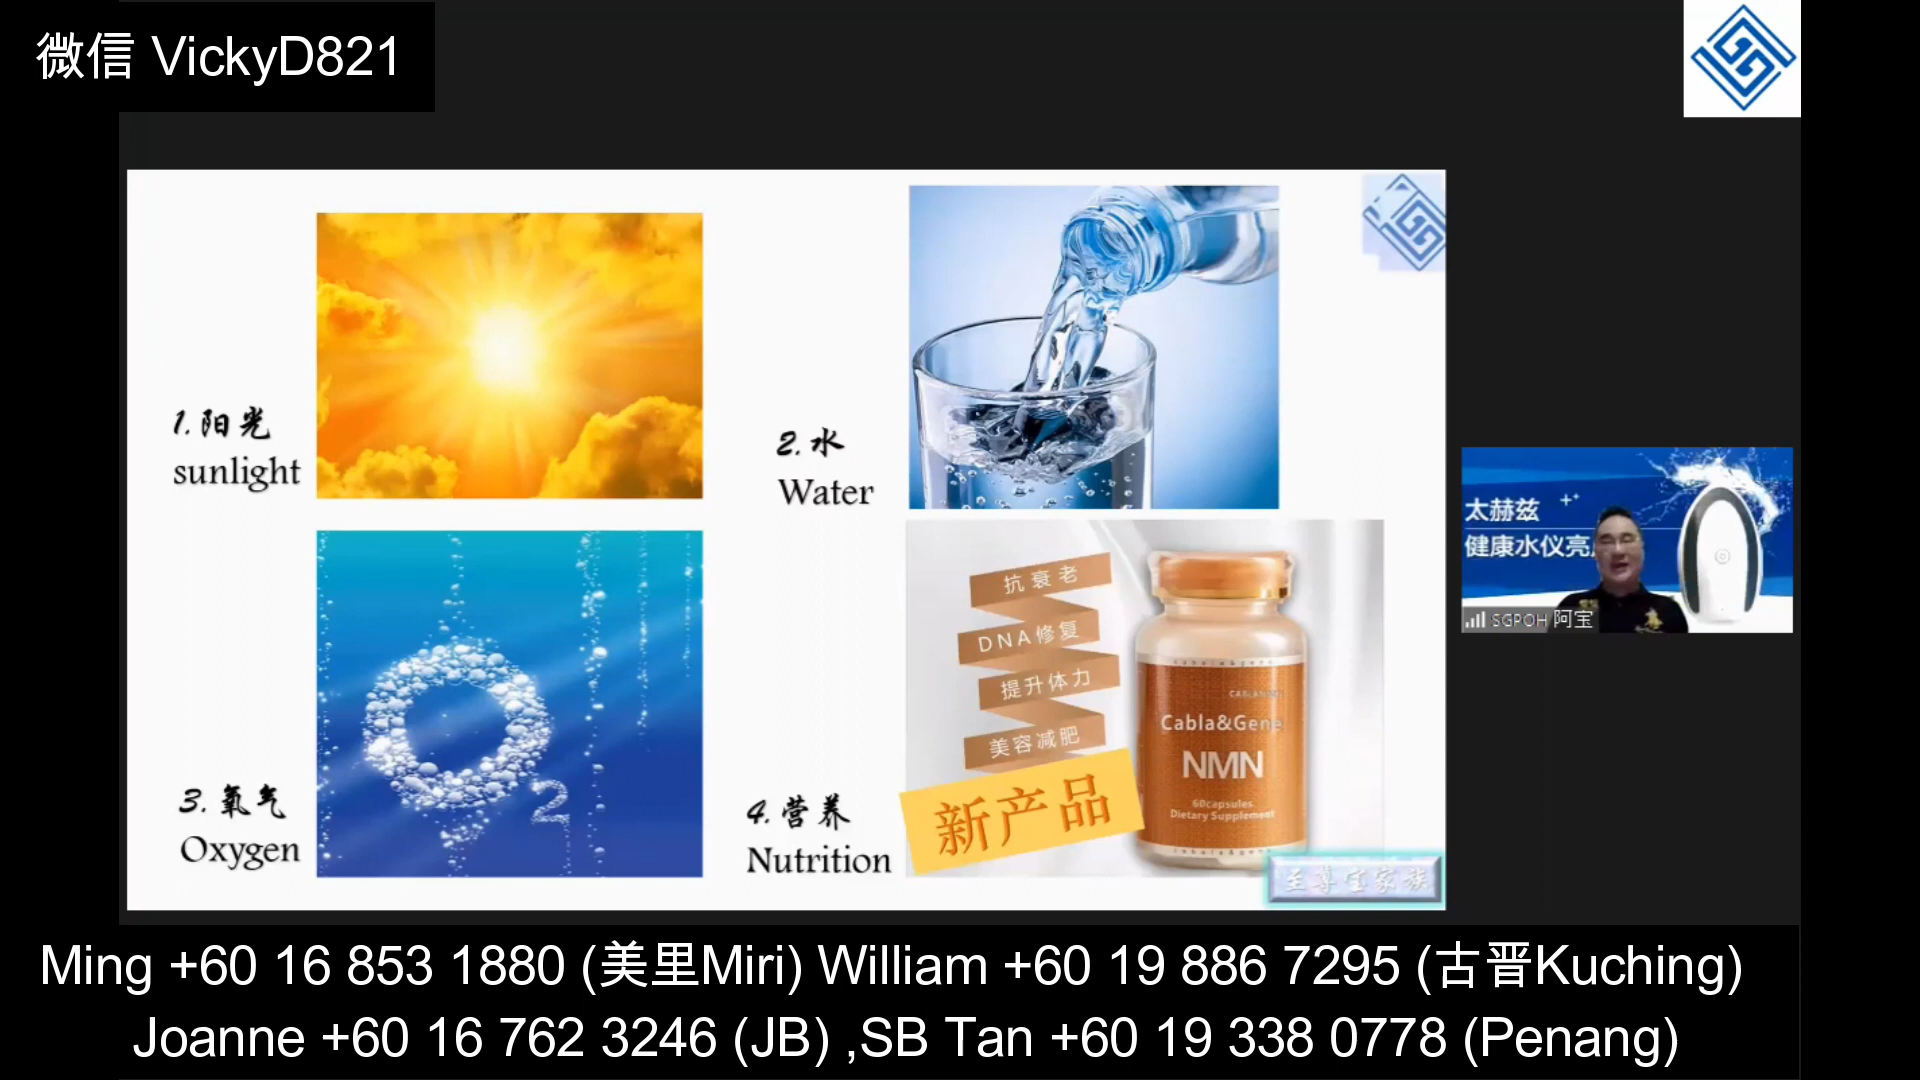 微信 VickyD821
1.阳光
sunlight
2.水
Water
3.氧气
Oxygen
4.营养
Nutrition
抗衰老
DNA修复
提升体力
美容减肥
新产品
Cabla&Gene
NMN
60capsules
Dietary Supplement
至尊宝家族
太赫兹
健康水仪亮
SGPOH 阿宝
Ming +60 16 853 1880 (美里Miri) William +60 19 886 7295 (古晋Kuching)
Joanne +60 16 762 3246 (JB) ,SB Tan +60 19 338 0778 (Penang)